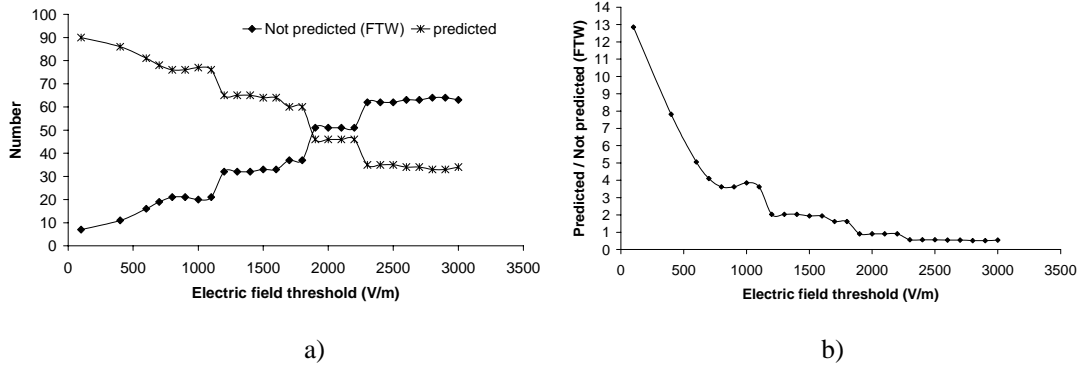 100
90
80
70
60
50
40
30
20
10
0
Number
Not predicted (FTW) predicted
0 500 1000 1500 2000 2500 3000 3500
Electric field threshold (V/m)
a)
14
13
12
11
10
9
8
7
6
5
4
3
2
1
0
Predicted / Not predicted (FTW)
0 500 1000 1500 2000 2500 3000 3500
Electric field threshold (V/m)
b)